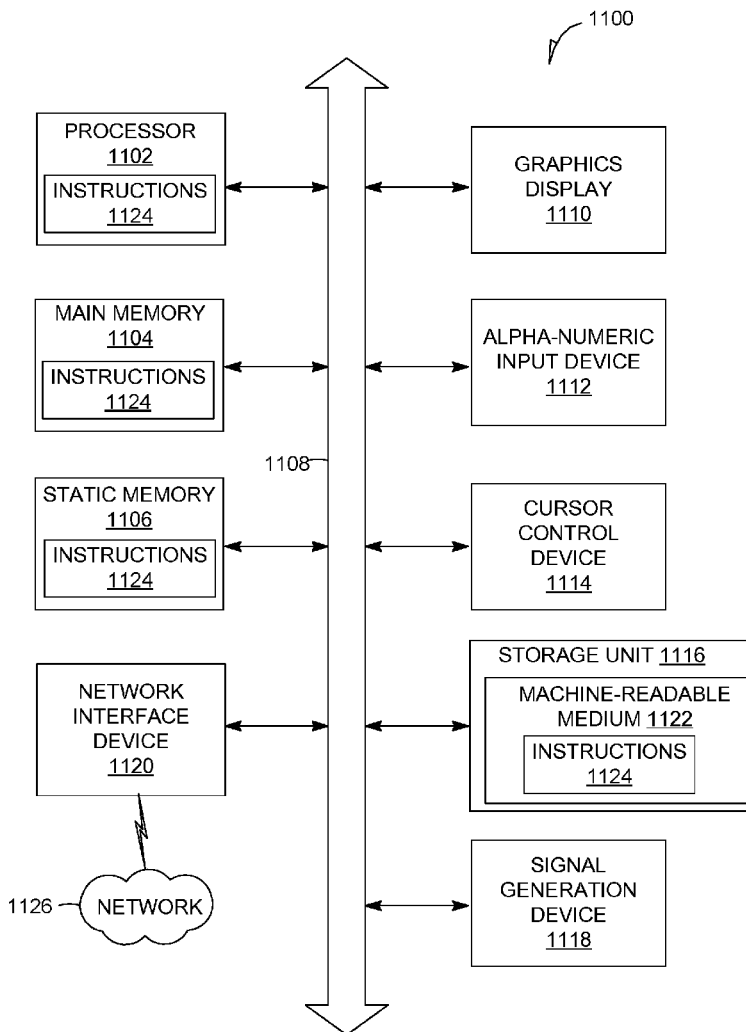 1100
PROCESSOR
1102
INSTRUCTIONS
1124
GRAPHICS
DISPLAY
1110
MAIN MEMORY
1104
INSTRUCTIONS
1124
ALPHA-NUMERIC
INPUT DEVICE
1112
1108
STATIC MEMORY
1106
INSTRUCTIONS
1124
CURSOR
CONTROL
DEVICE
1114
NETWORK
INTERFACE
DEVICE
1120
STORAGE UNIT 1116
MACHINE-READABLE
MEDIUM 1122
INSTRUCTIONS
1124
1126
NETWORK
SIGNAL
GENERATION
DEVICE
1118